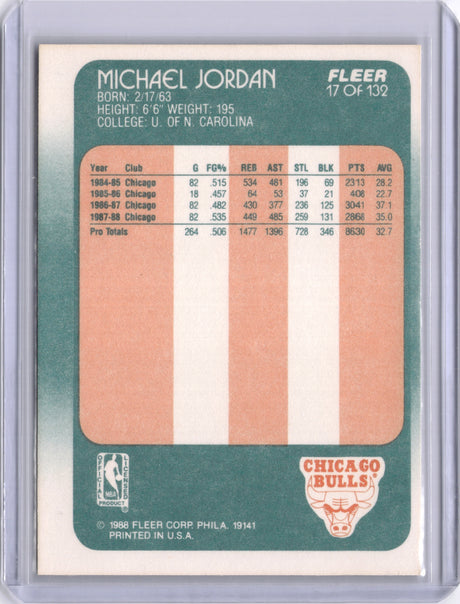 MICHAEL JORDAN
FLEER
17 OF 132
BORN: 2/17/63
HEIGHT: 6'6" WEIGHT: 195
COLLEGE: U. OF N. CAROLINA
Year Club G FG% REB AST STL BLK PTS AVG
1984-85 Chicago 82 .515 534 481 196 69 2313 28.2
1985-86 Chicago 18 .457 64 53 37 21 408 22.7
1986-87 Chicago 82 .482 430 377 236 125 3041 37.1
1987-88 Chicago 82 .535 449 485 259 131 2868 35.0
Pro Totals 264 .506 1477 1396 728 346 8630 32.7
OFFICIAL LICENSED
NBA
PRODUCT
CHICAGO
BULLS
© 1988 FLEER CORP. PHILA. 19141
PRINTED IN U.S.A.